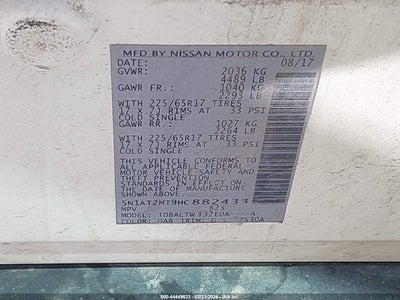 MFD BY NISSAN MOTOR CO., LTD.
DATE: 08/17
GVWR: 2036 KG
4489 LB
GAWR FR.: 1040 KG
2293 LB
WITH 225/65R17 TIRES
17 x 7J RIMS AT 33 PSI
COLD SINGLE
GAWR RR.: 1027 KG
2264 LB
WITH 225/65R17 TIRES
17 x 7J RIMS AT 33 PSI
COLD SINGLE
THIS VEHICLE CONFORMS TO
ALL APPLICABLE FEDERAL
MOTOR VEHICLE SAFETY AND
THEFT PREVENTION STANDARDS
IN EFFECT ON THE
DATE OF MANUFACTURE
SHOWN ABOVE.
5N1AT2MT9HC882433
MPV 823
MODEL:
COLOR: QAB TRIM: G